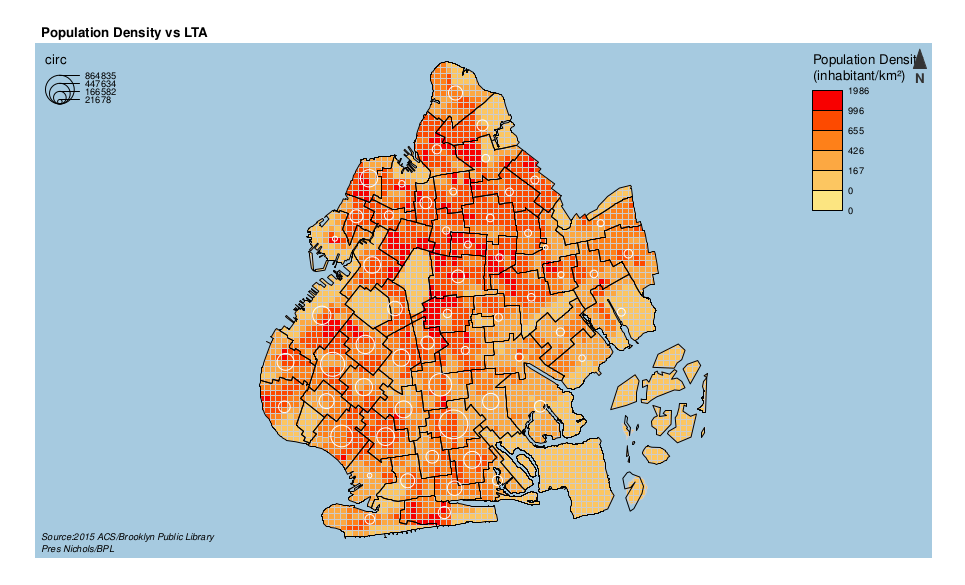 Population Density vs LTA
circ
864835
447634
166582
21678
Population Densit
(inhabitant/km²)
N
1986
996
655
426
167
0
0
Source:2015 ACS/Brooklyn Public Library
Pres Nichols/BPL